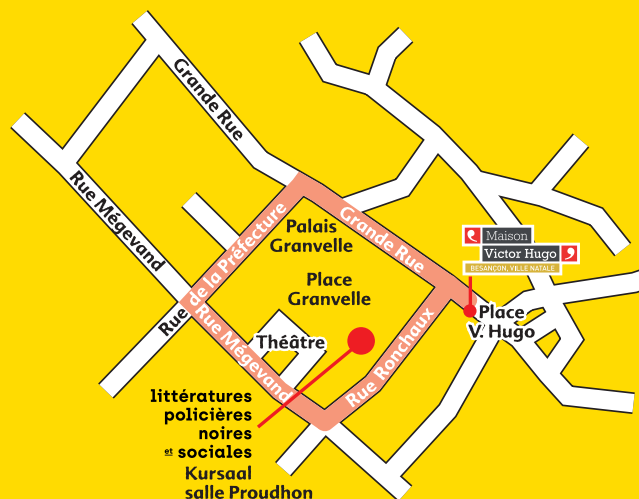 Grande Rue
Rue Mégevand
Rue de la Préfecture
Palais
Granvelle
Grande Rue
Maison
Victor Hugo
BESANÇON, VILLE NATALE
Place
Granvelle
Place
V. Hugo
Rue Mégevand
Théâtre
Rue Ronchaux
littératures
policières
noires
et sociales
Kursaal
salle Proudhon